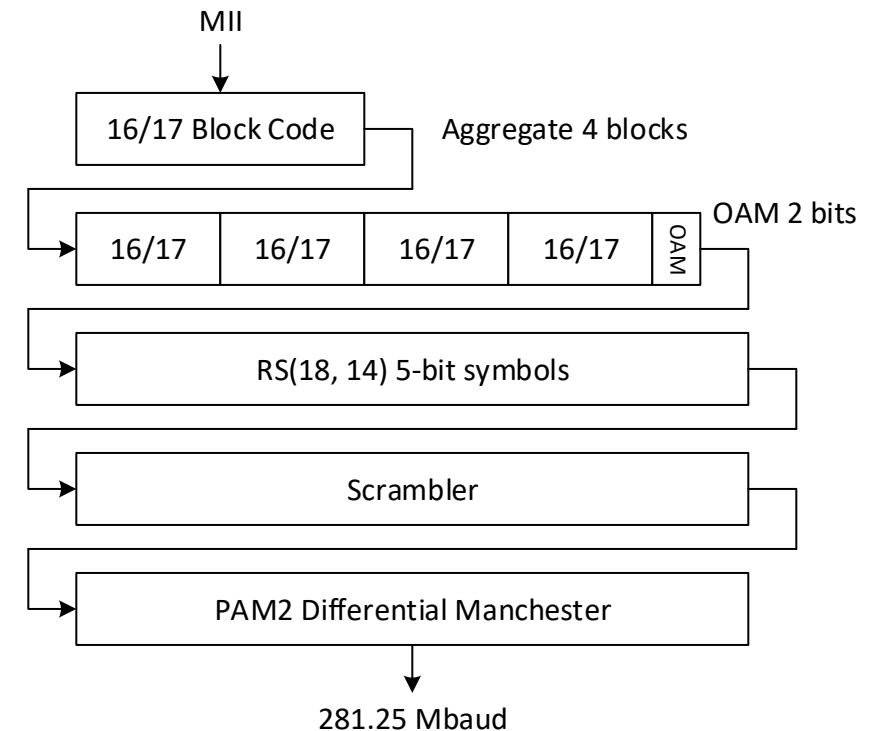 MII
16/17 Block Code
Aggregate 4 blocks
OAM 2 bits
16/17
16/17
16/17
16/17
OAM
RS(18, 14) 5-bit symbols
Scrambler
PAM2 Differential Manchester
281.25 Mbaud